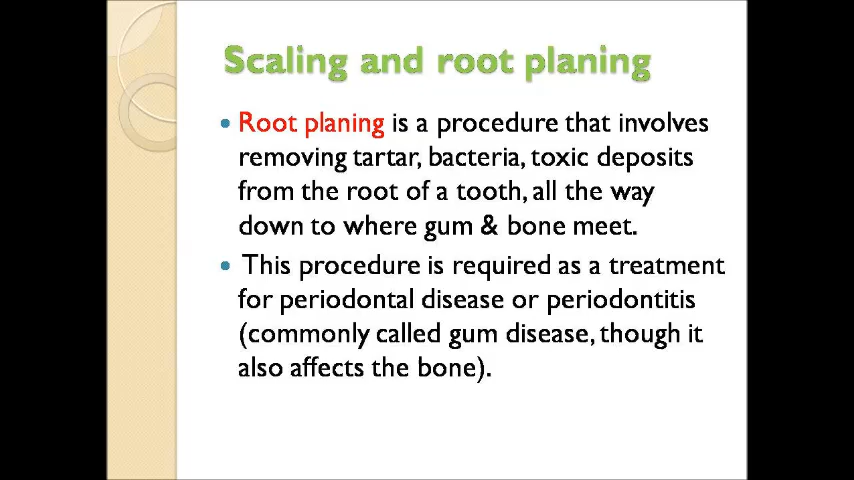 Scaling and root planing
• Root planing is a procedure that involves
removing tartar, bacteria, toxic deposits
from the root of a tooth, all the way
down to where gum & bone meet.
• This procedure is required as a treatment
for periodontal disease or periodontitis
(commonly called gum disease, though it
also affects the bone).